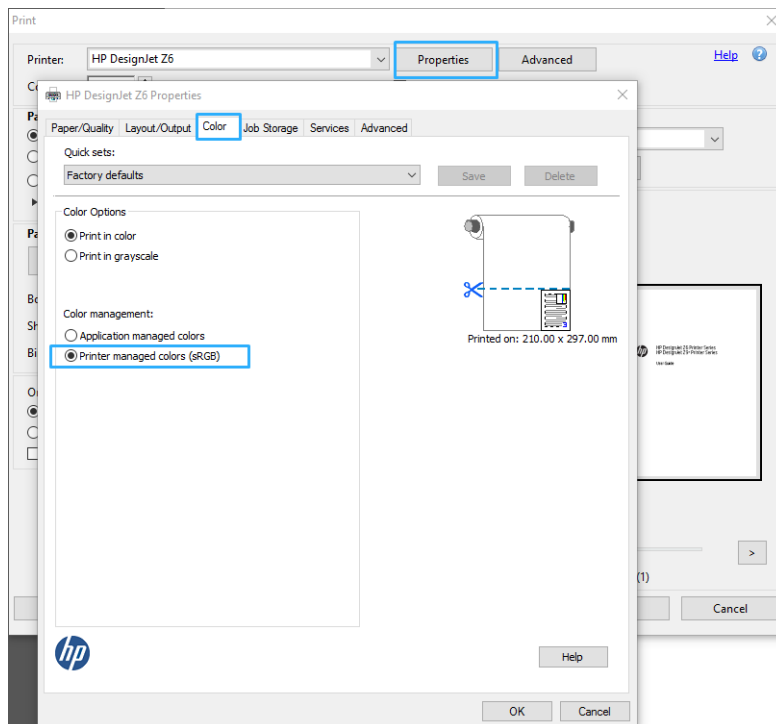 Print
Printer:
HP DesignJet Z6
Properties
Advanced
Help
HP DesignJet Z6 Properties
Paper/Quality
Layout/Output
Color
Job Storage
Services
Advanced
Quick sets:
Factory defaults
Save
Delete
Color Options
Print in color
Print in grayscale
Color management:
Application managed colors
Printer managed colors (sRGB)
Printed on: 210.00 x 297.00 mm
HP DesignJet Z6 Printer Series
HP DesignJet Z9+ Printer Series
User Guide
>
(1)
Cancel
hp
Help
OK
Cancel